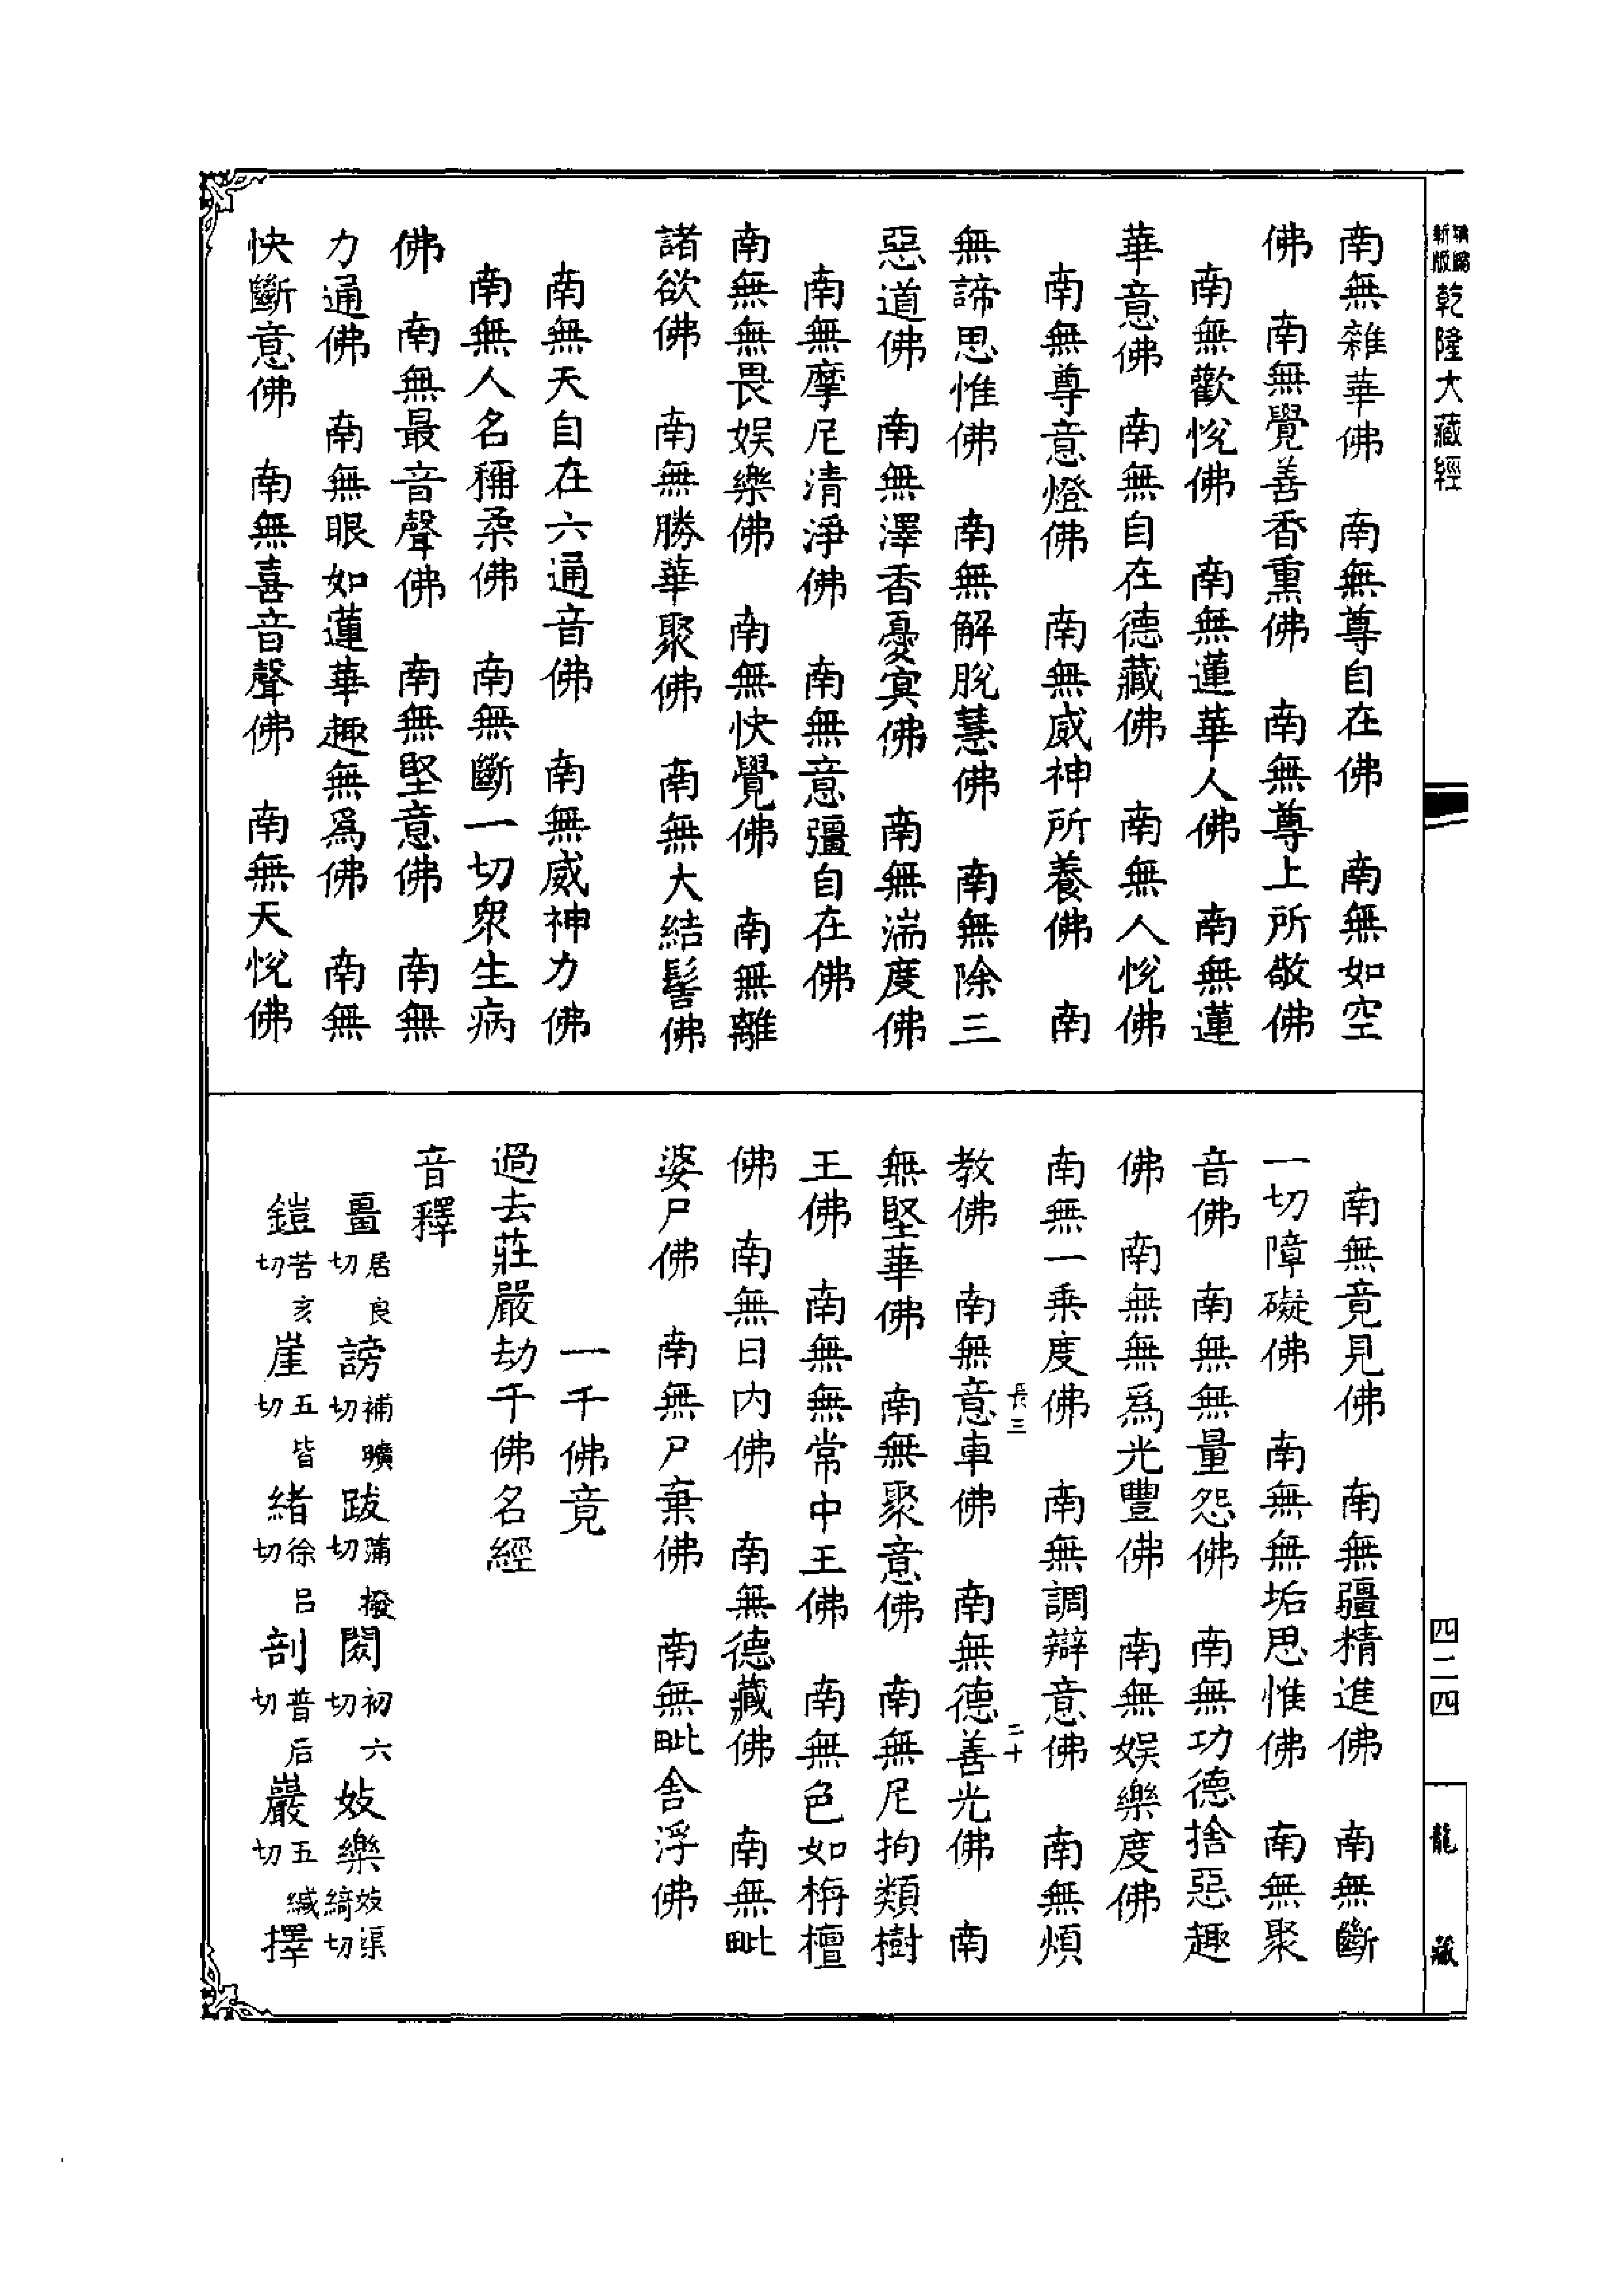 新版
乾隆大藏經
四二四
龍藏
南無雜華佛　南無尊自在佛　南無如空
佛　南無覺善香熏佛　南無尊上所敬佛
南無歡悅佛　南無蓮華人佛　南無蓮
華意佛　南無自在德藏佛　南無人悅佛
南無尊意燈佛　南無威神所養佛　南
無諦思惟佛　南無解脫慧佛　南無除三
惡道佛　南無澤香憂冥佛　南無湍度佛
南無摩尼清淨佛　南無意彊自在佛
南無無畏娛樂佛　南無快覺佛　南無離
諸欲佛　南無勝華聚佛　南無大結髻佛
南無天自在六通音佛　南無威神力佛
南無人名稱柔佛　南無斷一切衆生病
佛　南無最音聲佛　南無堅意佛　南無
力通佛　南無眼如蓮華趣無爲佛　南無
快斷意佛　南無喜音聲佛　南無天悅佛
南無竟見佛　南無疆精進佛　南無斷
一切障礙佛　南無無垢思惟佛　南無聚
音佛　南無無量怨佛　南無功德捨惡趣
佛　南無無爲光豐佛　南無娛樂度佛
南無一乘度佛　南無調辯意佛　南無煩
長三　二十
教佛　南無意車佛　南無德善光佛　南
無堅華佛　南無聚意佛　南無尼拘類樹
王佛　南無無常中王佛　南無色如栴檀
佛　南無日內佛　南無德藏佛　南無毗
婆尸佛　南無尸棄佛　南無毗舍浮佛
一千佛竟
過去莊嚴劫千佛名經
音釋
畺居良切　謗補曠切　跋蒲撥切　閦初六切　妓樂妓渠綺切
鎧苦亥切　崖五皆切　緒徐呂切　剖普后切　巖五緘切　擇